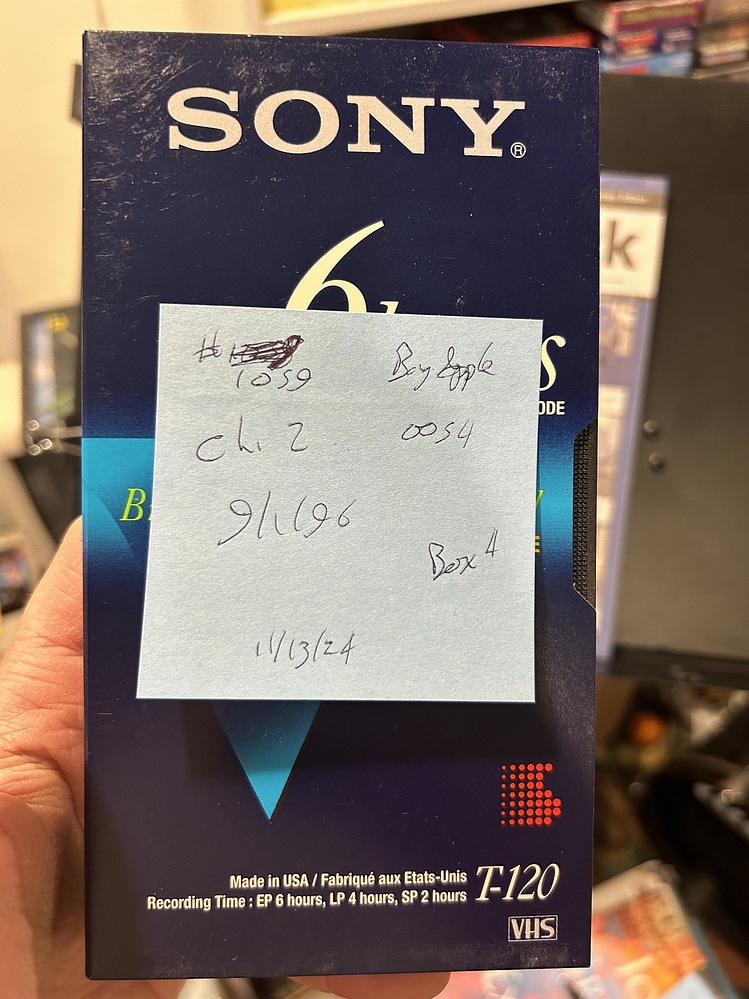 SONY®
6
S
ODE
k
#
1059
Bay Apple
Ch. 2
0054
9/1/96
B
Box 4
E
11/13/24
Made in USA / Fabriqué aux Etats-Unis
T-120
Recording Time : EP 6 hours, LP 4 hours, SP 2 hours
VHS